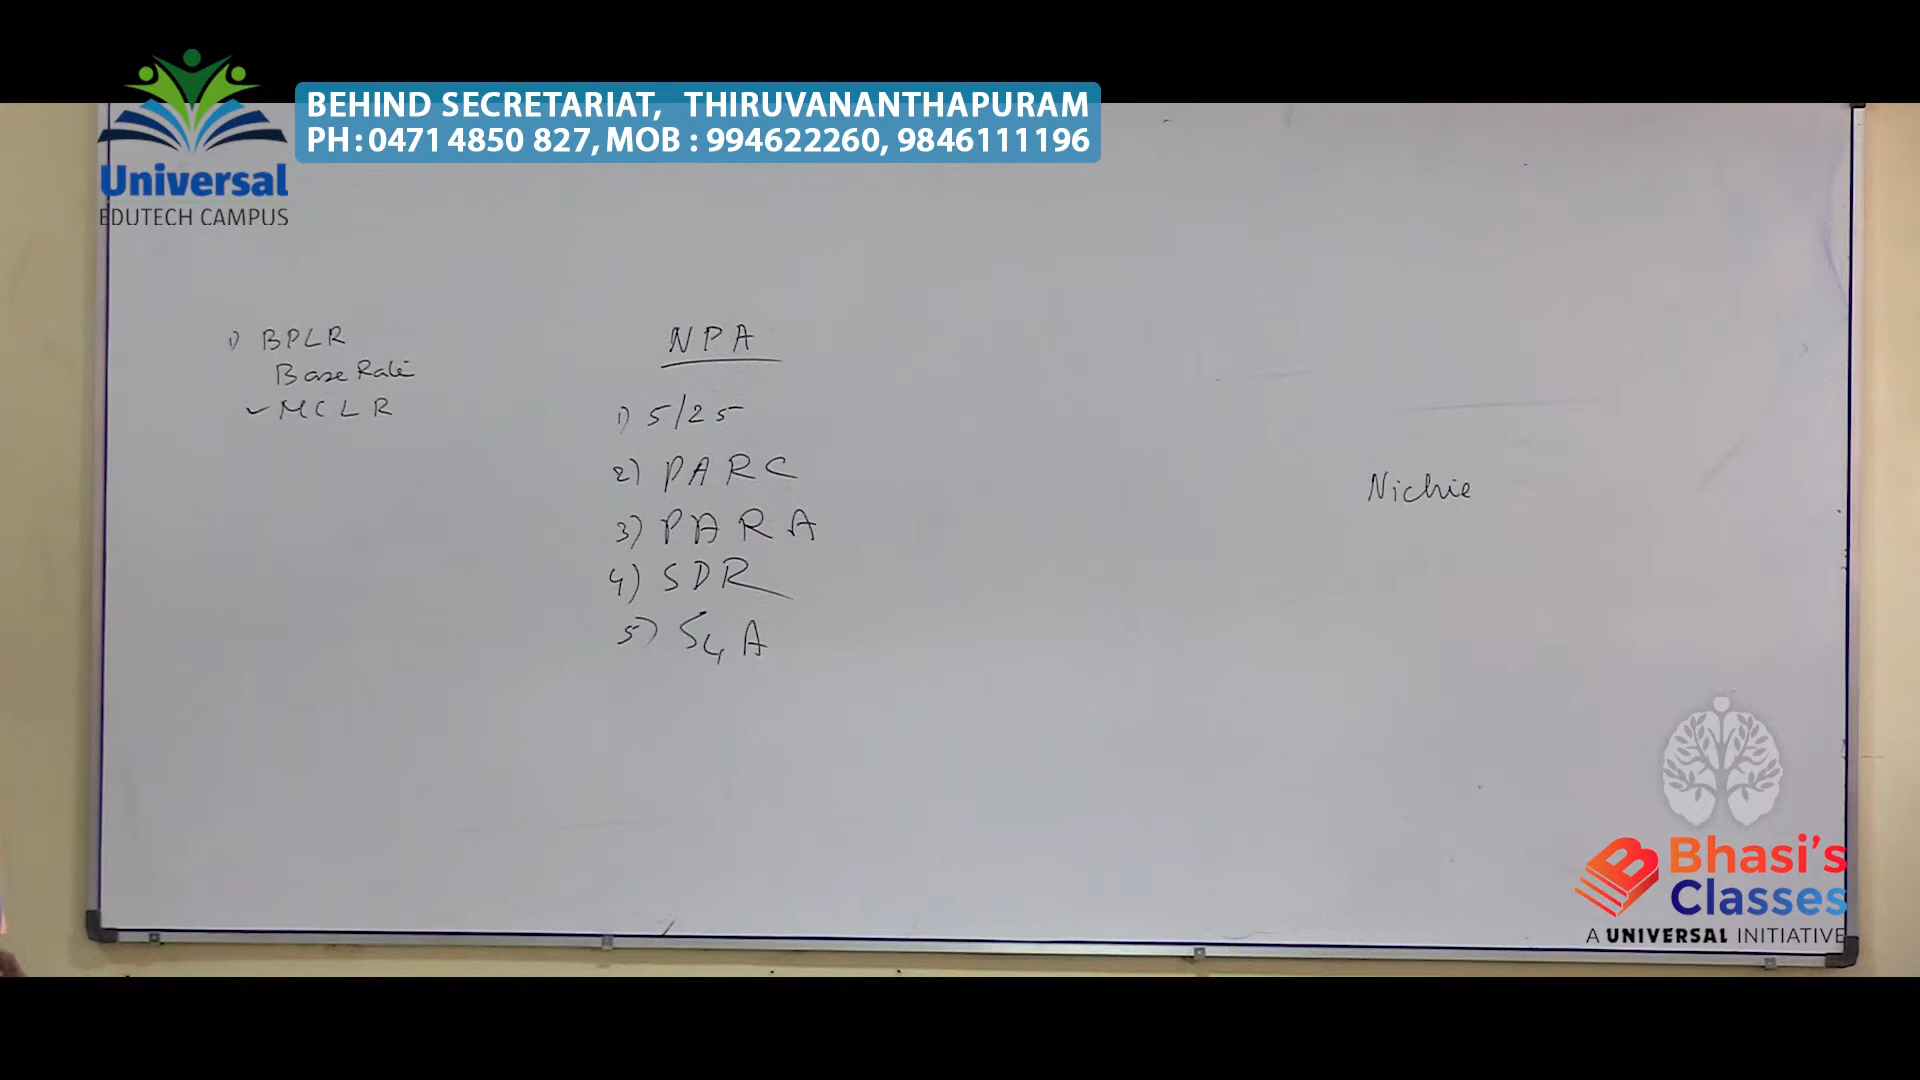 BEHIND SECRETARIAT, THIRUVANANTHAPURAM
PH : 0471 4850 827, MOB : 994622260, 9846111196
Universal
EDUTECH CAMPUS
1) BPLR
Base Rate
✓ MCLR
NPA
1) 5/25
2) PARC
3) PARA
4) SDR
5) S4A
Nichie
Bhasi's
Classes
A UNIVERSAL INITIATIVE